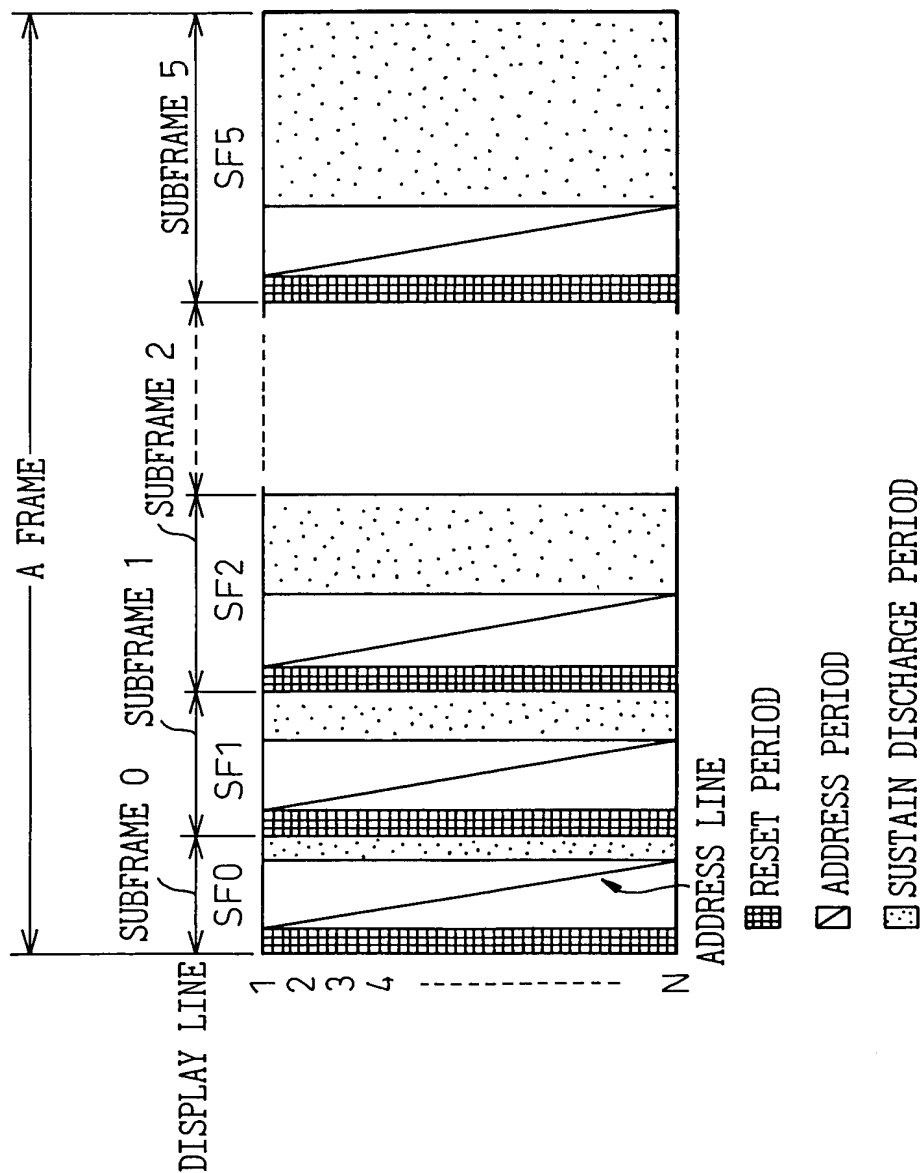 A FRAME
SUBFRAME 0
SUBFRAME 1
SUBFRAME 2
SUBFRAME 5
SF0
SF1
SF2
SF5
DISPLAY LINE
1
2
3
4
N
ADDRESS LINE
RESET PERIOD
ADDRESS PERIOD
SUSTAIN DISCHARGE PERIOD